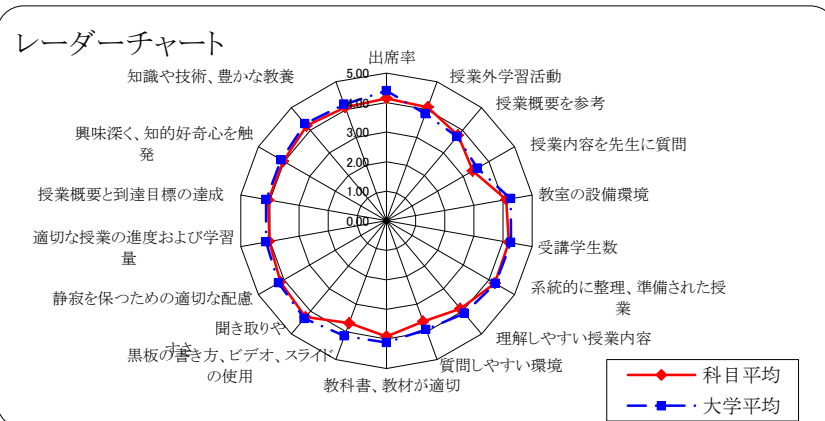 レーダーチャート
出席率
授業外学習活動
授業概要を参考
授業内容を先生に質問
教室の設備環境
受講学生数
系統的に整理、準備された授
業
理解しやすい授業内容
質問しやすい環境
教科書、教材が適切
黒板の書き方、ビデオ、スライド
の使用
聞き取りや
すさ
静寂を保つための適切な配慮
適切な授業の進度および学習
量
授業概要と到達目標の達成
興味深く、知的好奇心を触
発
知識や技術、豊かな教養
5.00
4.00
3.00
2.00
1.00
0.00
科目平均
大学平均